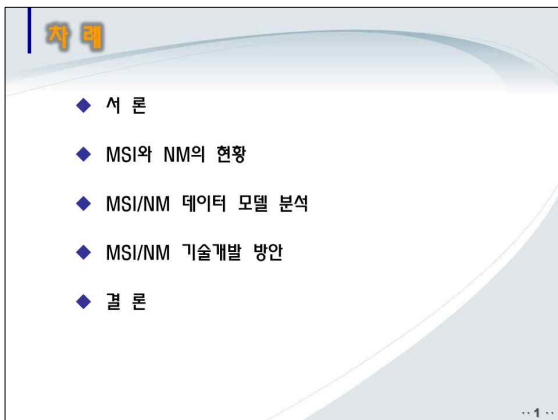 차 례
◆ 서 론
◆ MSI와 NM의 현황
◆ MSI/NM 데이터 모델 분석
◆ MSI/NM 기술개발 방안
◆ 결 론
·· 1 ··